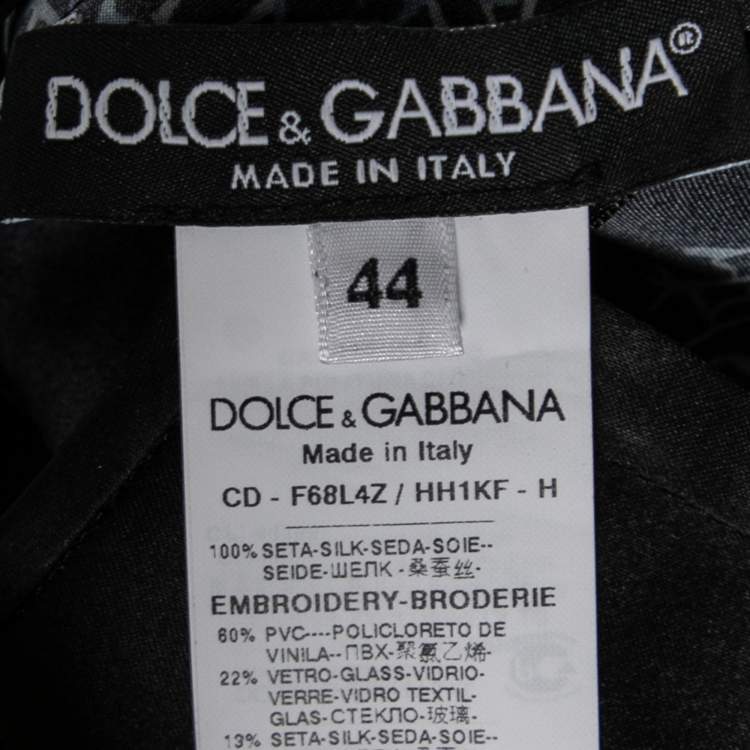 DOLCE & GABBANA®
MADE IN ITALY
44
DOLCE & GABBANA
Made in Italy
CD - F68L4Z / HH1KF - H
100% SETA-SILK-SEDA-SOIE--
SEIDE-ШЕЛК -桑蚕丝-
EMBROIDERY-BRODERIE
60% PVC----POLICLORETO DE
VINILA--ПВХ-聚氯乙烯-
22% VETRO-GLASS-VIDRIO-
VERRE-VIDRO TEXTIL-
GLAS-СТЕКЛО-玻璃-
13% SETA-SILK-SEDA-SOIE--